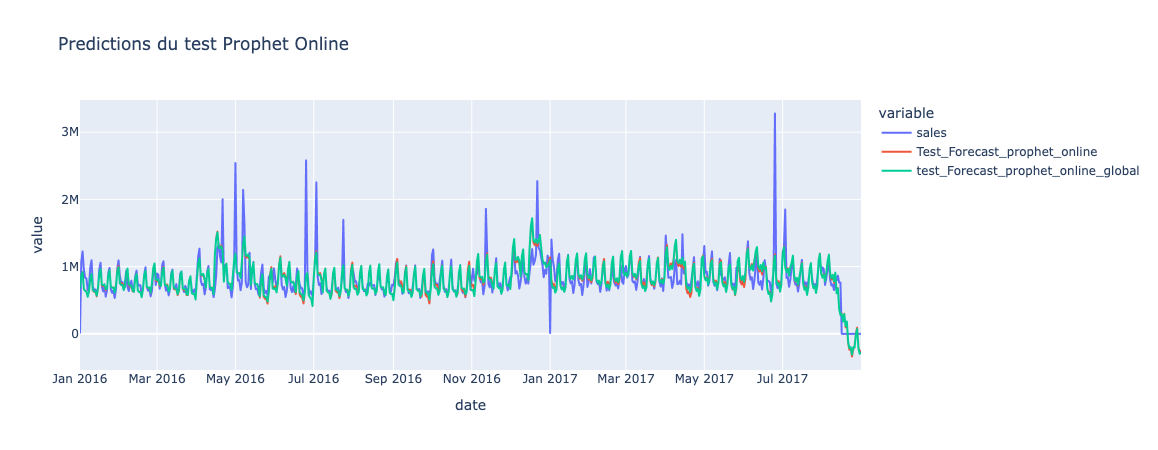 Predictions du test Prophet Online
variable
sales
Test_Forecast_prophet_online
test_Forecast_prophet_online_global
value
3M
2M
1M
0
Jan 2016
Mar 2016
May 2016
Jul 2016
Sep 2016
Nov 2016
Jan 2017
Mar 2017
May 2017
Jul 2017
date